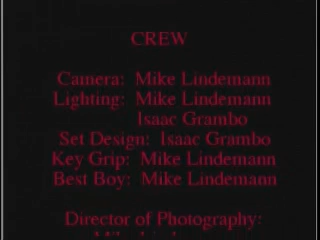 CREW
Camera: Mike Lindemann
Lighting: Mike Lindemann
Isaac Grambo
Set Design: Isaac Grambo
Key Grip: Mike Lindemann
Best Boy: Mike Lindemann
Director of Photography: